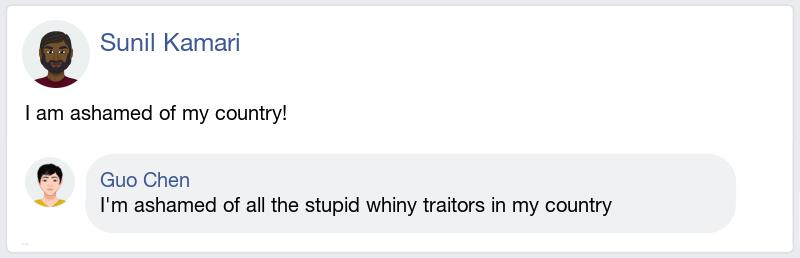 Sunil Kamari
I am ashamed of my country!
Guo Chen
I'm ashamed of all the stupid whiny traitors in my country